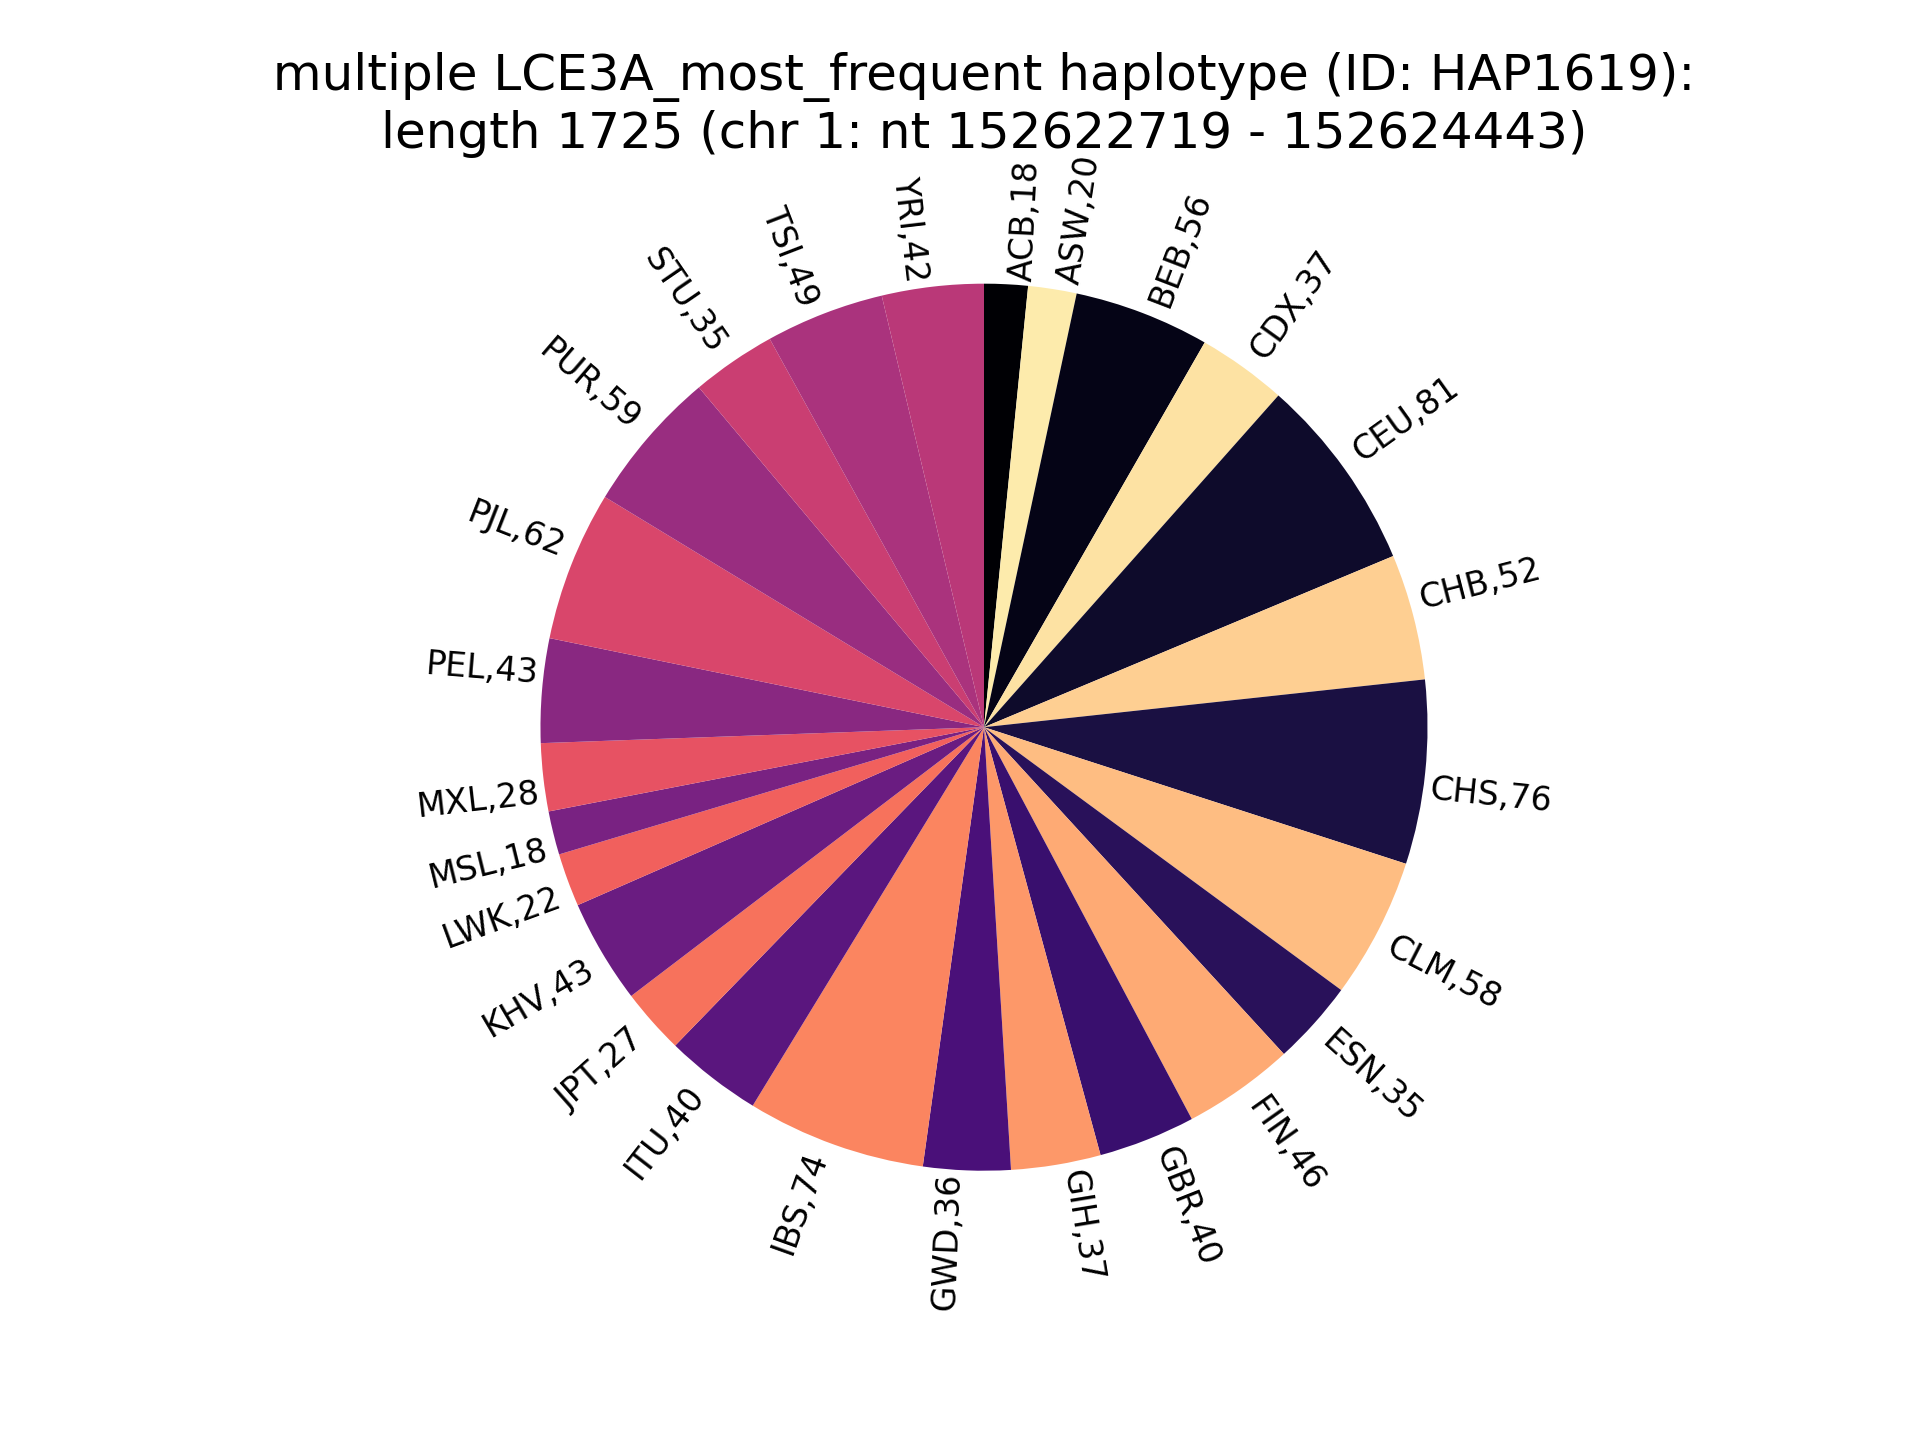 multiple LCE3A_most_frequent haplotype (ID: HAP1619):
length 1725 (chr 1: nt 152622719 - 152624443)
ACB,18
ASW,20
BEB,56
CDX,37
CEU,81
CHB,52
CHS,76
CLM,58
ESN,35
FIN,46
GBR,40
GIH,37
GWD,36
IBS,74
ITU,40
JPT,27
KHV,43
LWK,22
MSL,18
MXL,28
PEL,43
PJL,62
PUR,59
STU,35
TSI,49
YRI,42